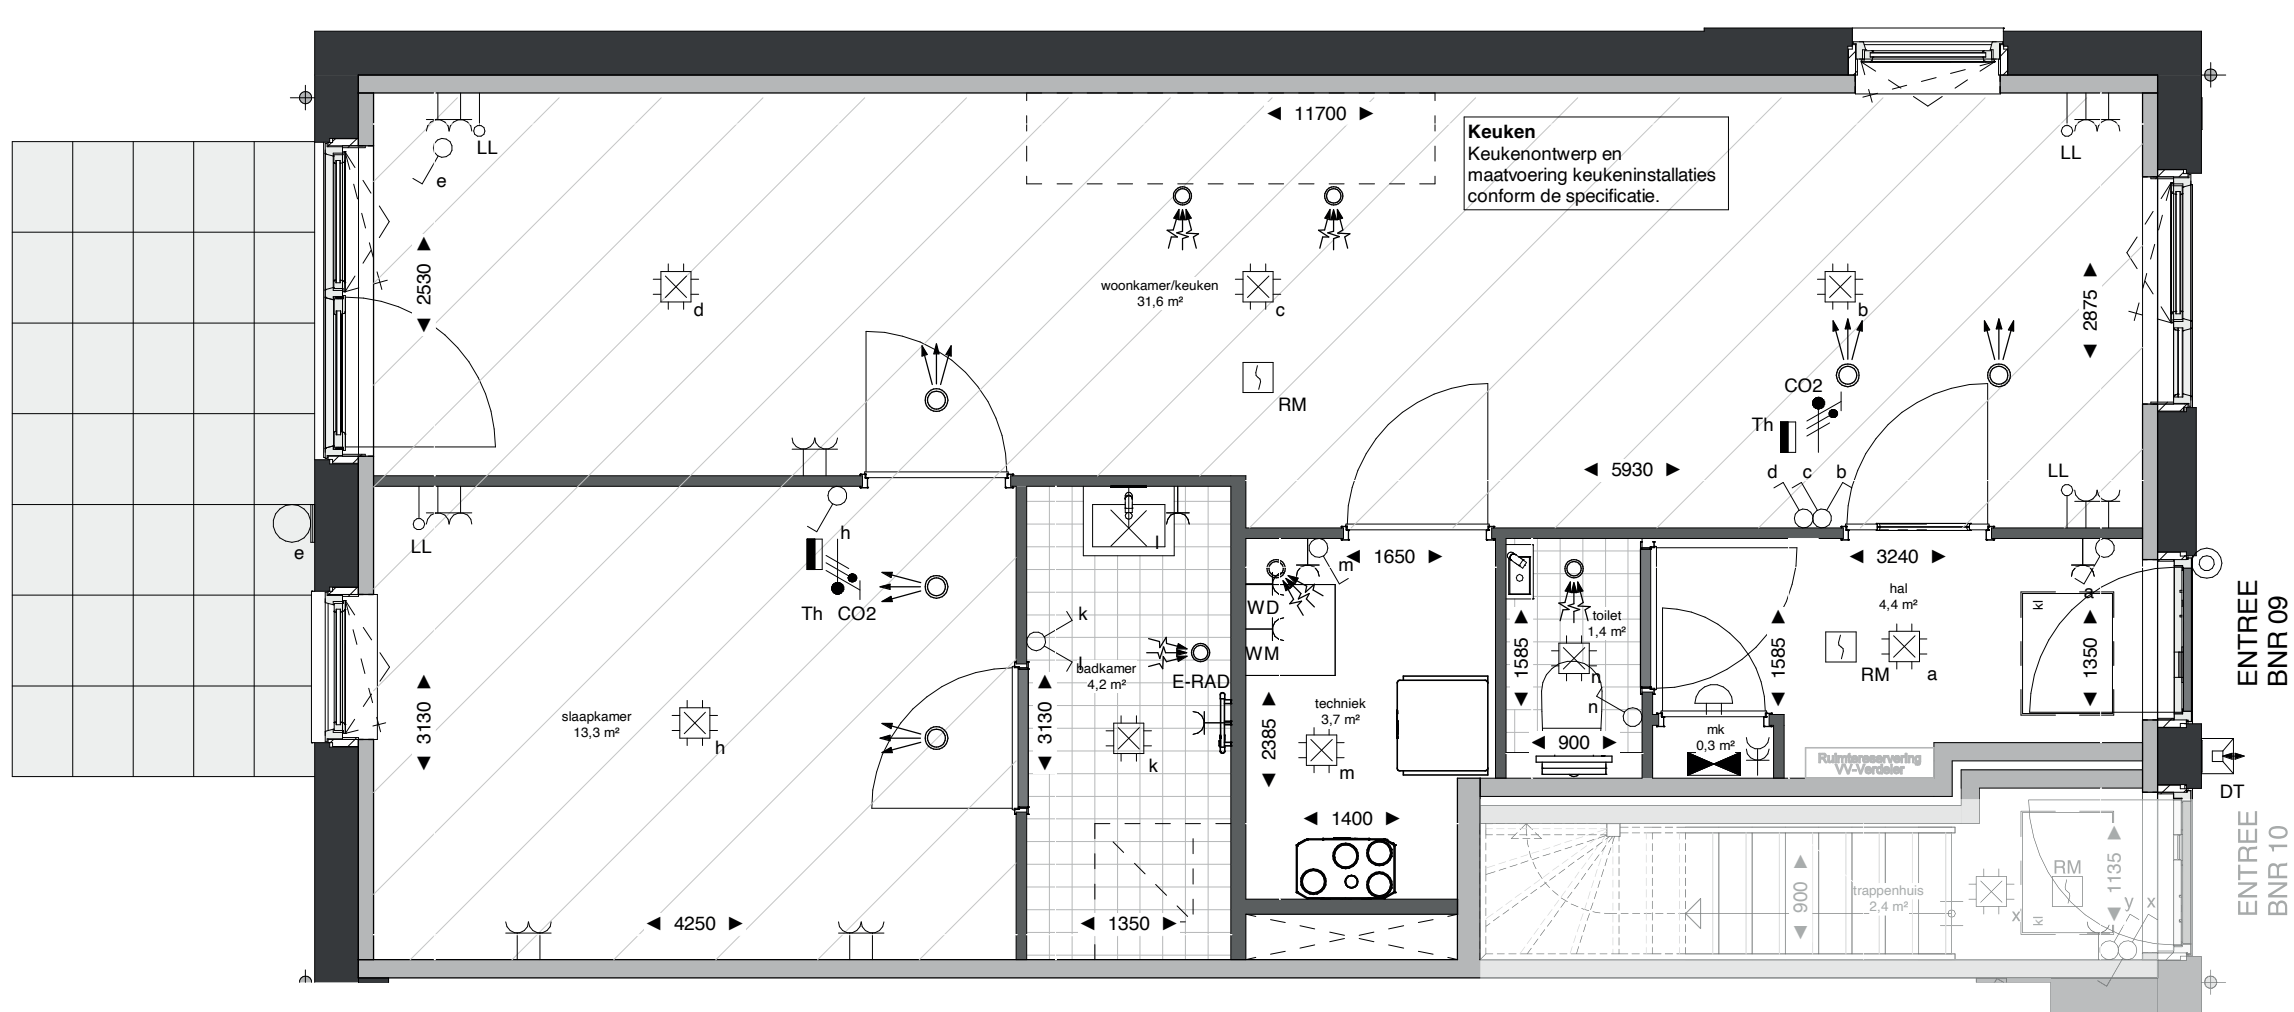 11700
Keuken
Keukenontwerp en
maatvoering keukeninstallaties
conform de specificatie.
LL
e
LL
2530
d
woonkamer/keuken
31,6 m²
c
b
2875
RM
CO2
Th
d c b
5930
LL
LL
h
Th CO2
e
1650
m
3240
hal
4,4 m²
a
kl
WD
WM
k
l
l
badkamer
4,2 m²
E-RAD
toilet
1,4 m²
1585
n
n
1585
RM
a
1350
ENTREE
BNR 09
slaapkamer
13,3 m²
h
3130
3130
k
2385
techniek
3,7 m²
m
900
mk
0,3 m²
Ruimtereservering
VV-Verdeler
DT
4250
1350
1400
900
trappenhuis
2,4 m²
x
RM
kl
1135
y x
ENTREE
BNR 10